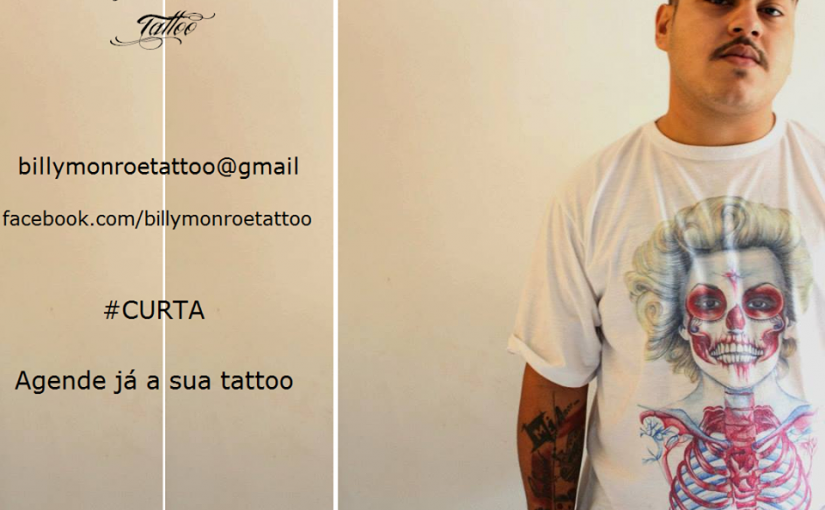 Tattoo
billymonroetattoo@gmail
facebook.com/billymonroetattoo
#CURTA
Agende já a sua tattoo